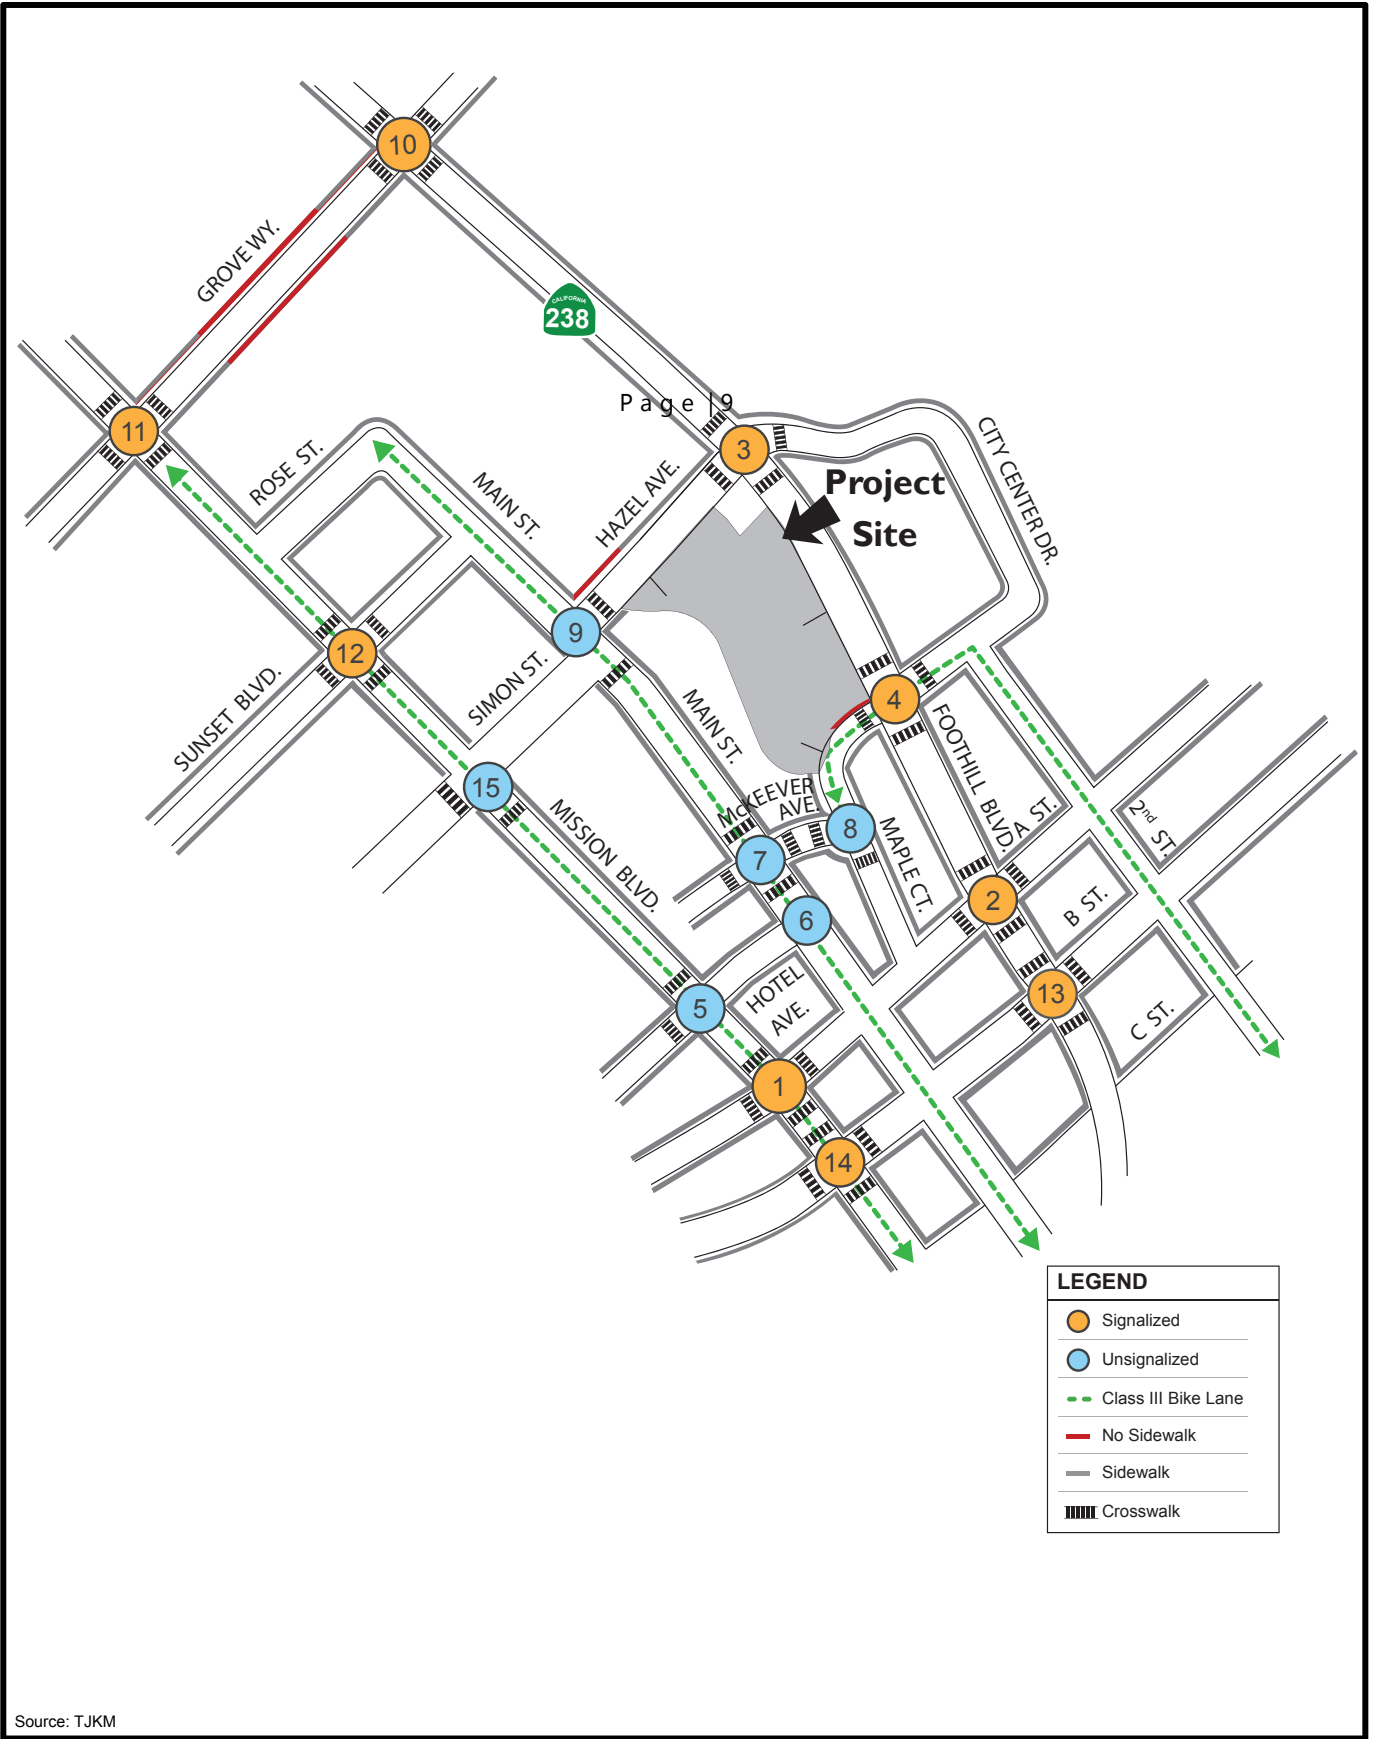 10
GROVE WY.
CALIFORNIA
238
Page |9
11
3
CITY CENTER DR.
ROSE ST.
MAIN ST.
HAZEL AVE.
Project
Site
9
12
SIMON ST.
SUNSET BLVD.
MAIN ST.
4
FOOTHILL BLVD.
15
McKEEVER
AVE.
MISSION BLVD.
8
MAPLE CT.
A ST.
2nd ST.
7
2
B ST.
6
HOTEL
AVE.
13
5
C ST.
1
14
LEGEND
Signalized
Unsignalized
Class III Bike Lane
No Sidewalk
Sidewalk
Crosswalk
Source: TJKM